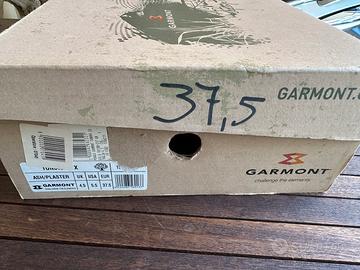 GARMONT
37,5
GARMONT.
X
ASH/PLASTER UK USA EUR
GARMONT 4.5 5.5 37.5
GARMONT
challenge the elements